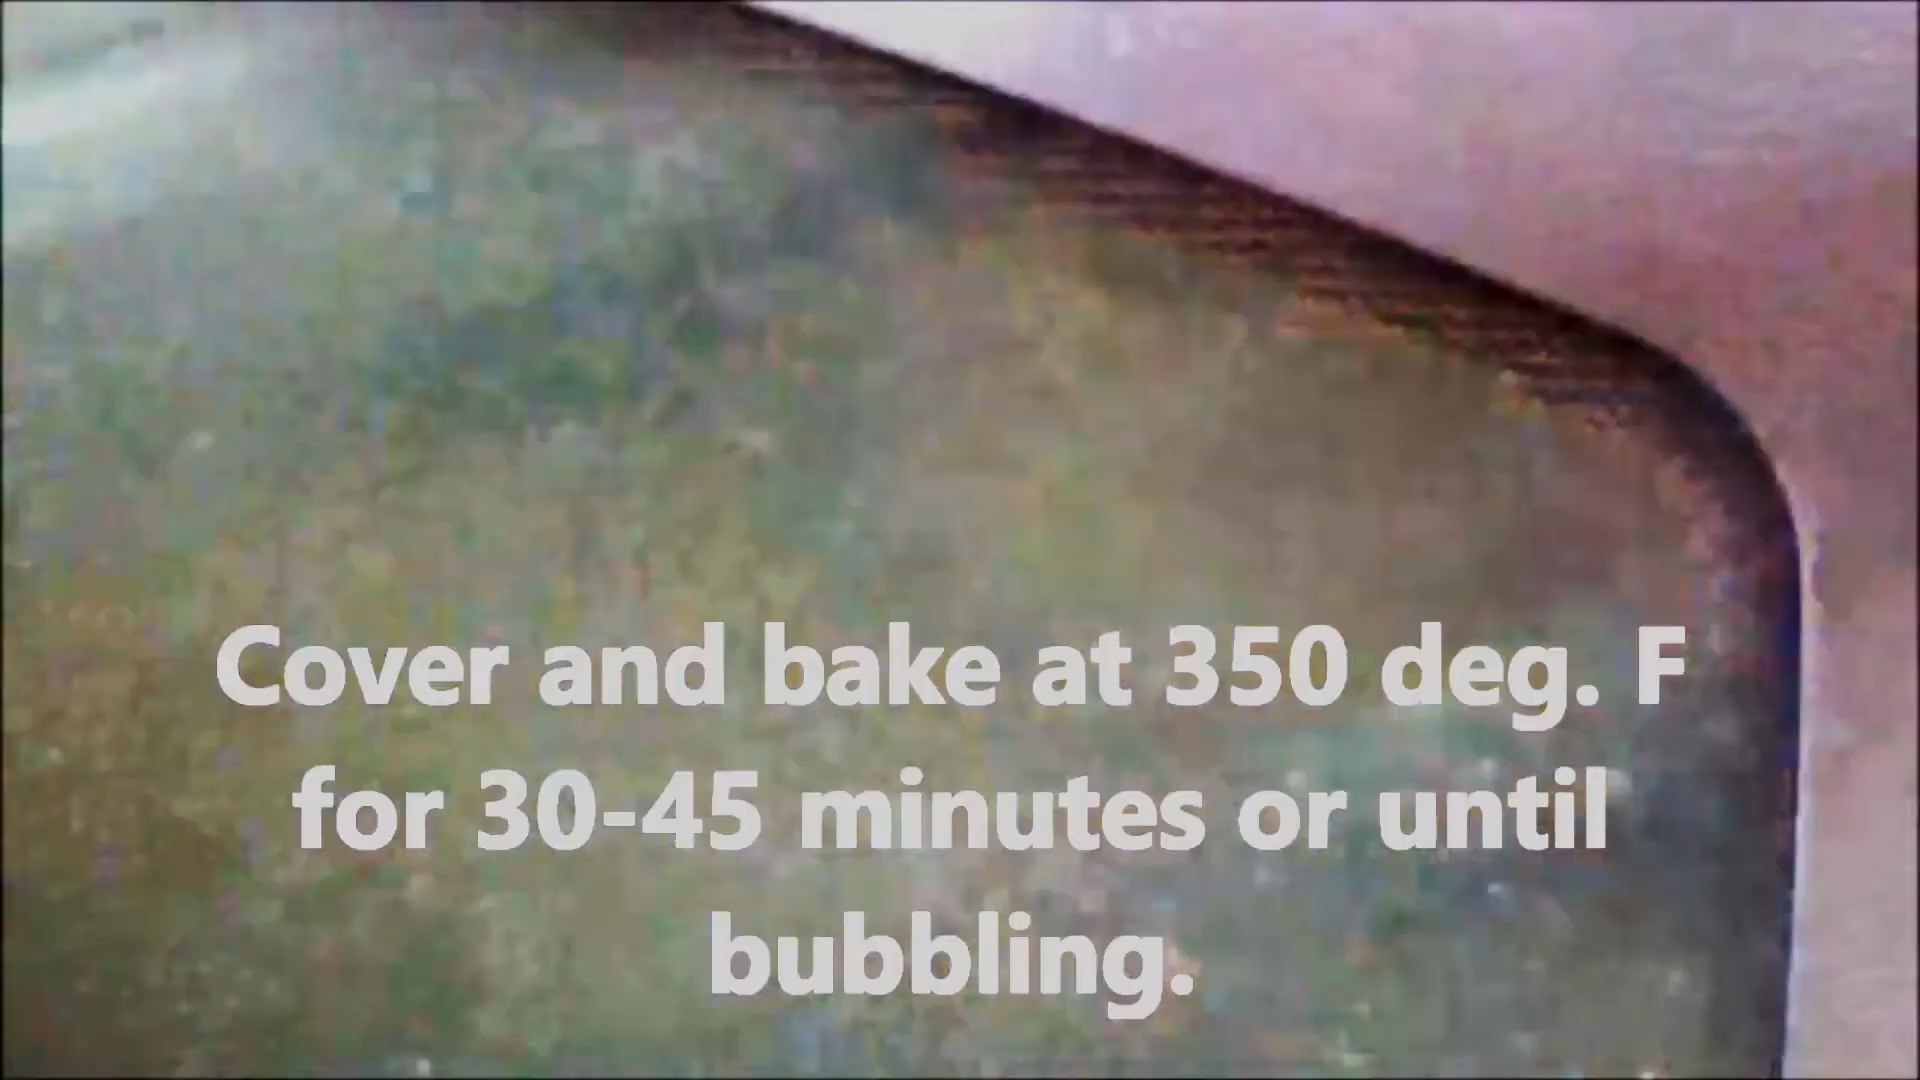 Cover and bake at 350 deg. F
for 30-45 minutes or until
bubbling.